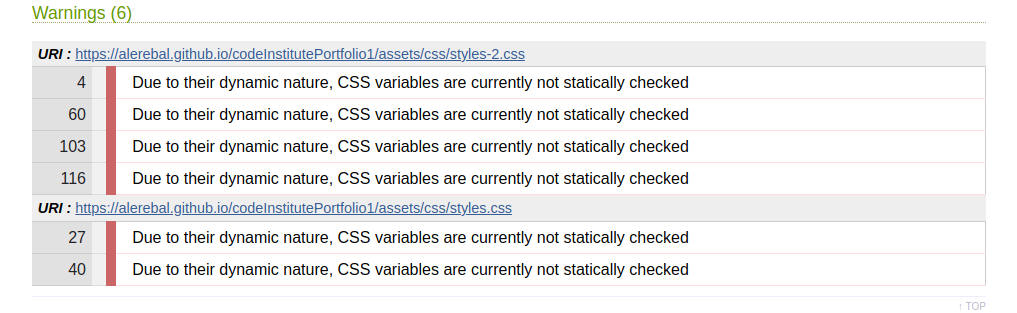 Warnings (6)
URI : https://alerebal.github.io/codeInstitutePortfolio1/assets/css/styles-2.css
4 Due to their dynamic nature, CSS variables are currently not statically checked
60 Due to their dynamic nature, CSS variables are currently not statically checked
103 Due to their dynamic nature, CSS variables are currently not statically checked
116 Due to their dynamic nature, CSS variables are currently not statically checked
URI : https://alerebal.github.io/codeInstitutePortfolio1/assets/css/styles.css
27 Due to their dynamic nature, CSS variables are currently not statically checked
40 Due to their dynamic nature, CSS variables are currently not statically checked
↑ TOP